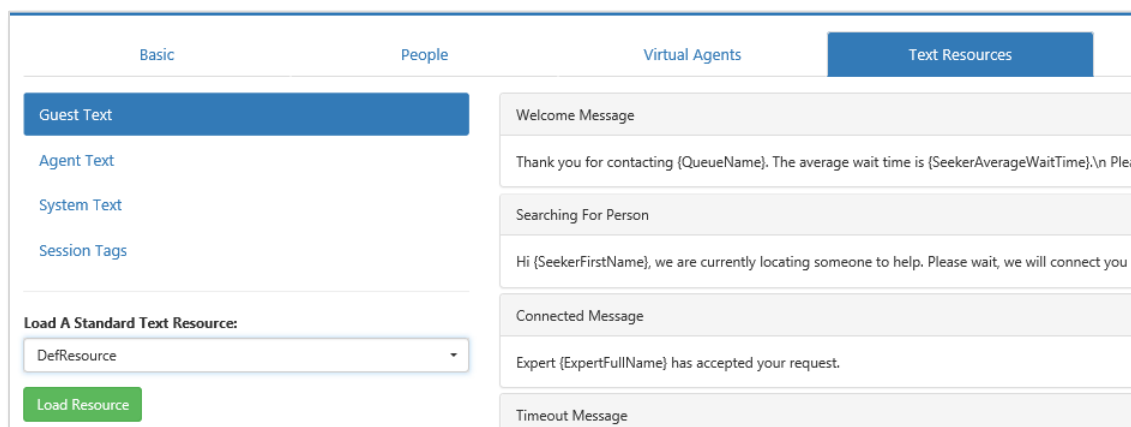 Basic
People
Virtual Agents
Text Resources
Guest Text
Agent Text
System Text
Session Tags
Load A Standard Text Resource:
DefResource
Load Resource
Welcome Message
Thank you for contacting {QueueName}. The average wait time is {SeekerAverageWaitTime}.\n
Searching For Person
Hi {SeekerFirstName}, we are currently locating someone to help. Please wait, we will connect you
Connected Message
Expert {ExpertFullName} has accepted your request.
Timeout Message